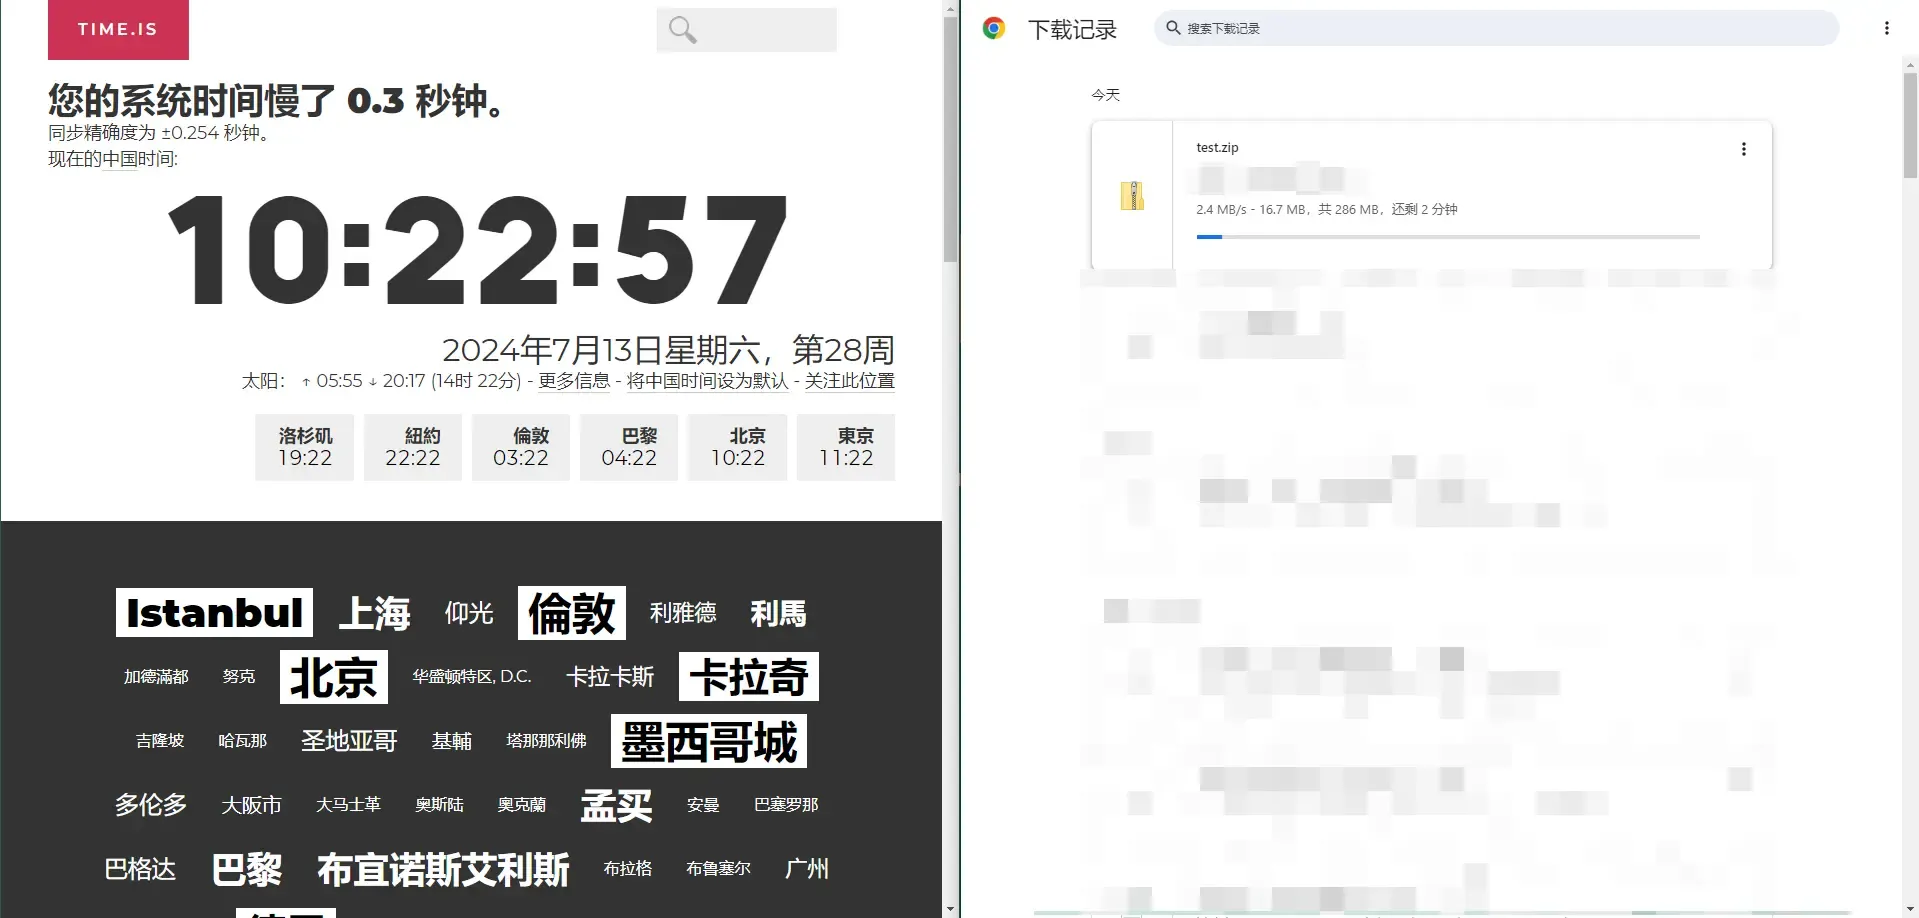 TIME.IS
您的系统时间慢了 0.3 秒钟。
同步精确度为 ±0.254 秒钟。
现在的中国时间:
10:22:57
2024年7月13日星期六，第28周
太阳： ↑ 05:55 ↓ 20:17 (14时 22分) - 更多信息 - 将中国时间设为默认 - 关注此位置
洛杉矶 紐約 倫敦 巴黎 北京 東京
19:22 22:22 03:22 04:22 10:22 11:22
Istanbul 上海 仰光 倫敦 利雅德 利馬
加德滿都 努克 北京 华盛顿特区, D.C. 卡拉卡斯 卡拉奇
吉隆坡 哈瓦那 圣地亚哥 基輔 塔那那利佛 墨西哥城
多伦多 大阪市 大马士革 奥斯陆 奧克蘭 孟买 安曼 巴塞罗那
巴格达 巴黎 布宜诺斯艾利斯 布拉格 布鲁塞尔 广州
下载记录
搜索下载记录
今天
test.zip
2.4 MB/s - 16.7 MB，共 286 MB，还剩 2 分钟